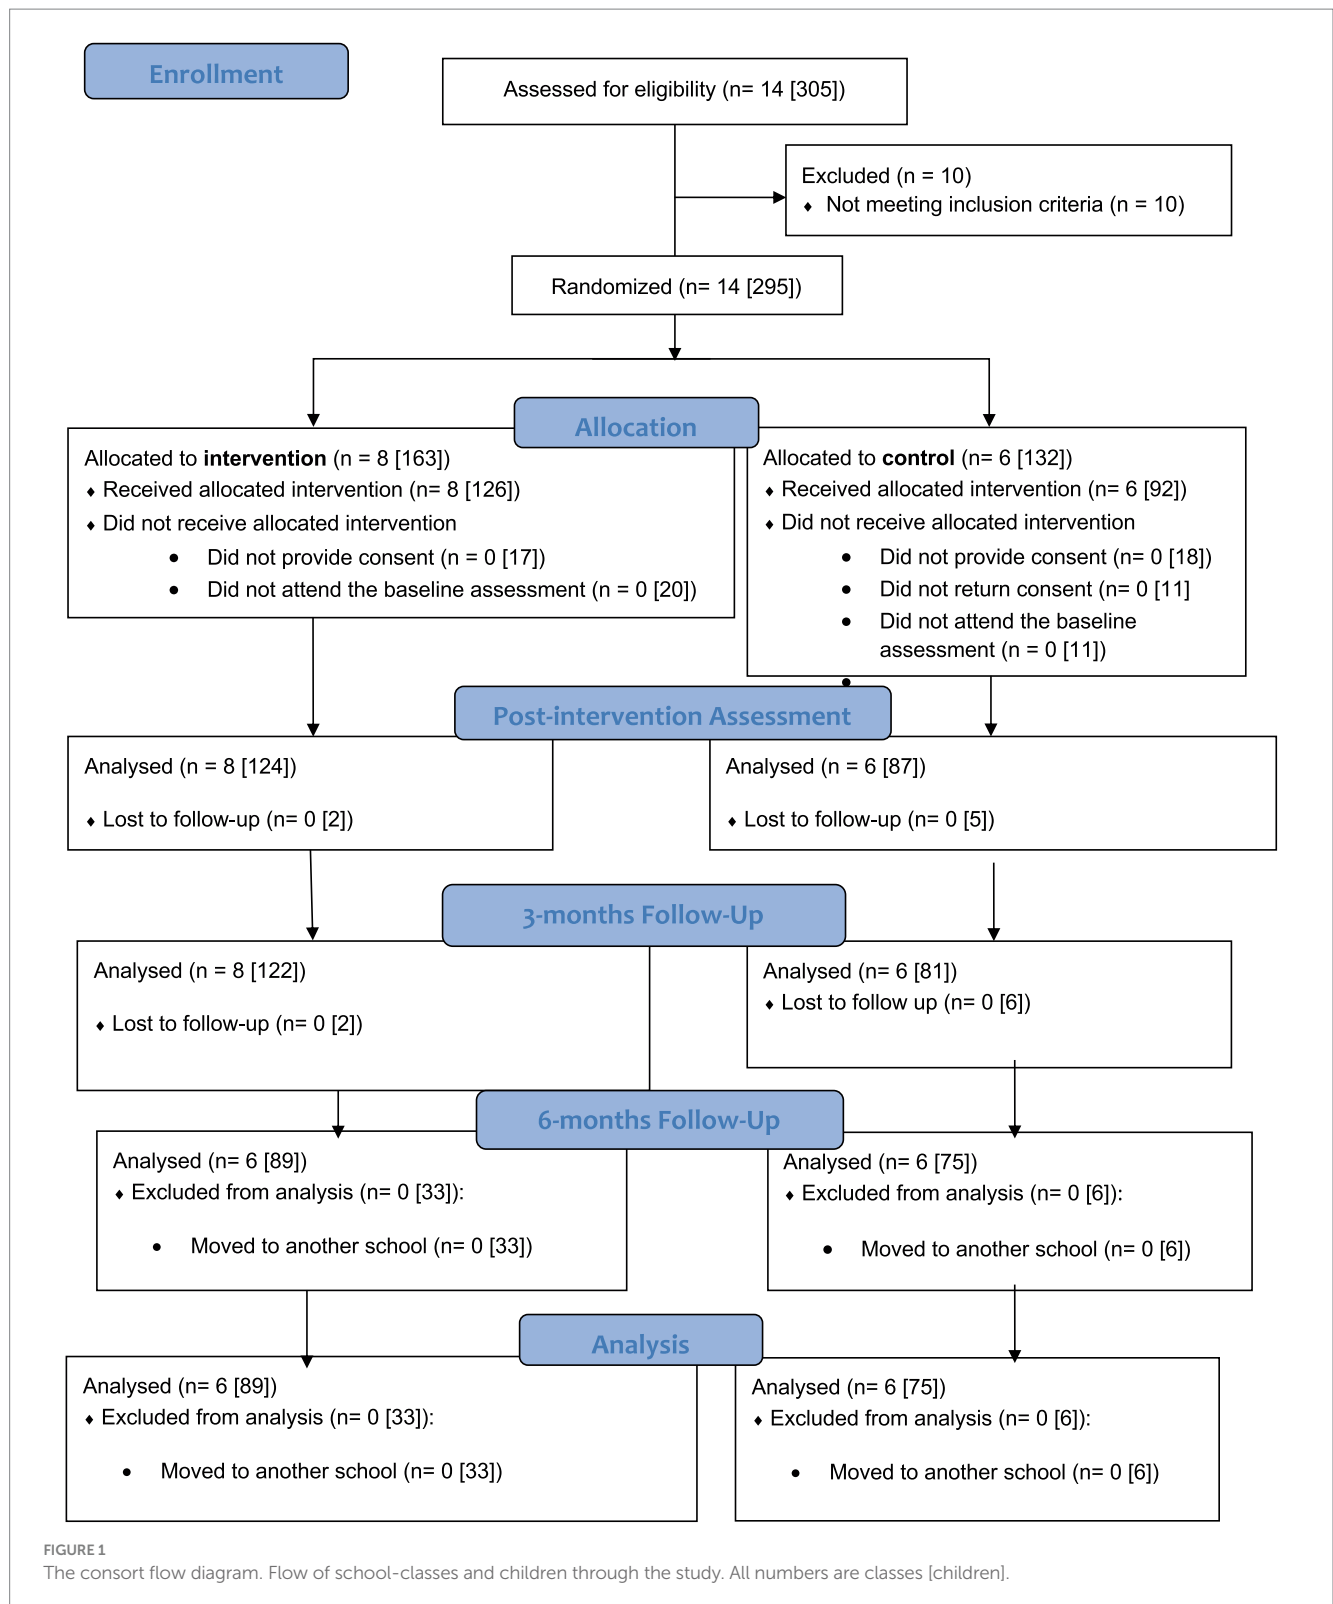 Enrollment
Assessed for eligibility (n= 14 [305])
Excluded (n = 10)
♦ Not meeting inclusion criteria (n = 10)
Randomized (n= 14 [295])
Allocation
Allocated to intervention (n = 8 [163])
♦ Received allocated intervention (n= 8 [126])
♦ Did not receive allocated intervention
● Did not provide consent (n = 0 [17])
● Did not attend the baseline assessment (n = 0 [20])
Allocated to control (n= 6 [132])
♦ Received allocated intervention (n= 6 [92])
♦ Did not receive allocated intervention
● Did not provide consent (n= 0 [18])
● Did not return consent (n= 0 [11]
● Did not attend the baseline
assessment (n = 0 [11])
●
Post-intervention Assessment
Analysed (n = 8 [124])
♦ Lost to follow-up (n= 0 [2])
Analysed (n = 6 [87])
♦ Lost to follow-up (n= 0 [5])
3-months Follow-Up
Analysed (n = 8 [122])
♦ Lost to follow-up (n= 0 [2])
Analysed (n= 6 [81])
♦ Lost to follow up (n= 0 [6])
6-months Follow-Up
Analysed (n= 6 [89])
♦ Excluded from analysis (n= 0 [33]):
● Moved to another school (n= 0 [33])
Analysed (n= 6 [75])
♦ Excluded from analysis (n= 0 [6]):
● Moved to another school (n= 0 [6])
Analysis
Analysed (n= 6 [89])
♦ Excluded from analysis (n= 0 [33]):
● Moved to another school (n= 0 [33])
Analysed (n= 6 [75])
♦ Excluded from analysis (n= 0 [6]):
● Moved to another school (n= 0 [6])
FIGURE 1
The consort flow diagram. Flow of school-classes and children through the study. All numbers are classes [children].